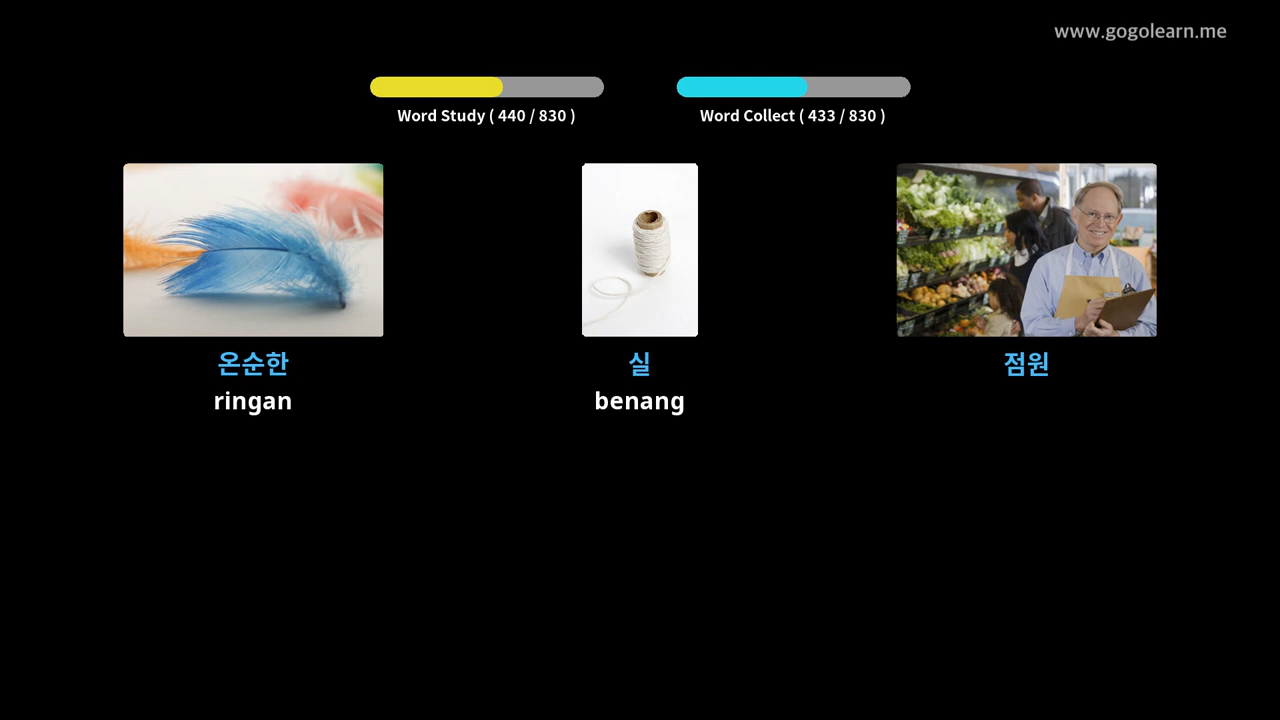 www.gogolearn.me
Word Study ( 440 / 830 )
Word Collect ( 433 / 830 )
온순한
ringan
실
benang
점원